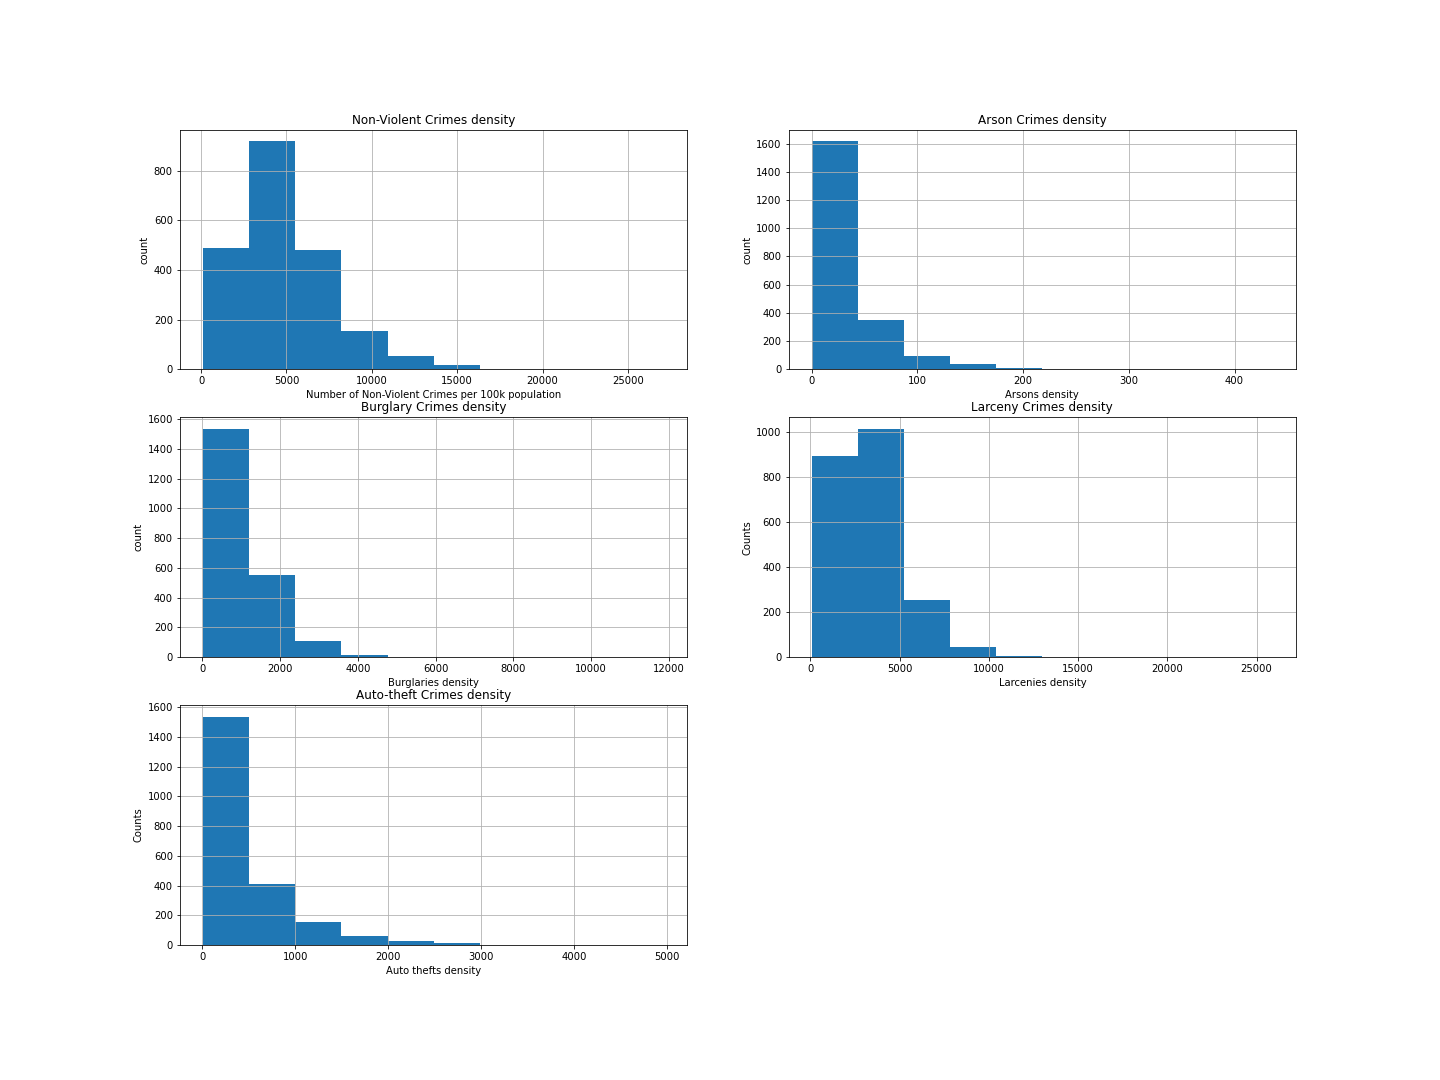 Non-Violent Crimes density
800
600
400
200
0
count
0 5000 10000 15000 20000 25000
Number of Non-Violent Crimes per 100k population
Arson Crimes density
1600
1400
1200
1000
800
600
400
200
0
count
0 100 200 300 400
Arsons density
Burglary Crimes density
1600
1400
1200
1000
800
600
400
200
0
count
0 2000 4000 6000 8000 10000 12000
Burglaries density
Larceny Crimes density
1000
800
600
400
200
0
Counts
0 5000 10000 15000 20000 25000
Larcenies density
Auto-theft Crimes density
1600
1400
1200
1000
800
600
400
200
0
Counts
0 1000 2000 3000 4000 5000
Auto thefts density